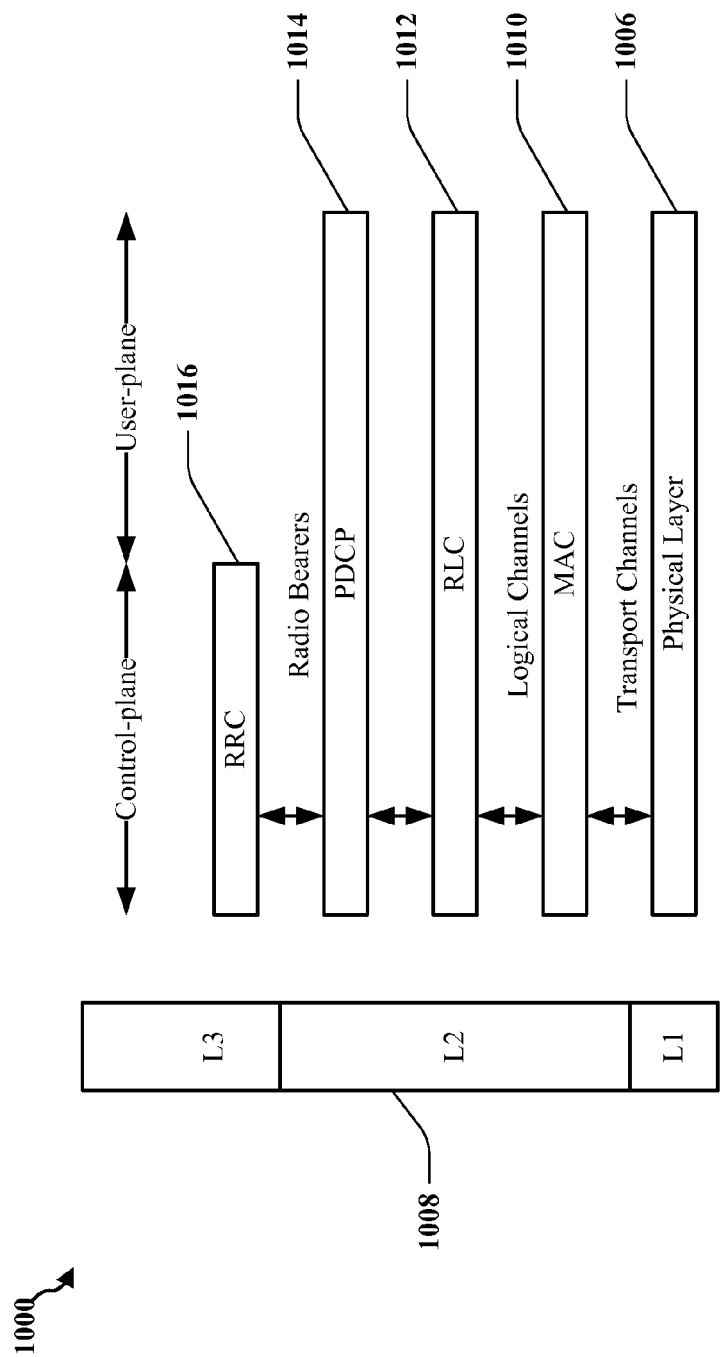 1000
Control-plane
User-plane
1016
RRC
L3
Radio Bearers
1014
PDCP
1012
RLC
L2
1008
Logical Channels
1010
MAC
Transport Channels
1006
Physical Layer
L1